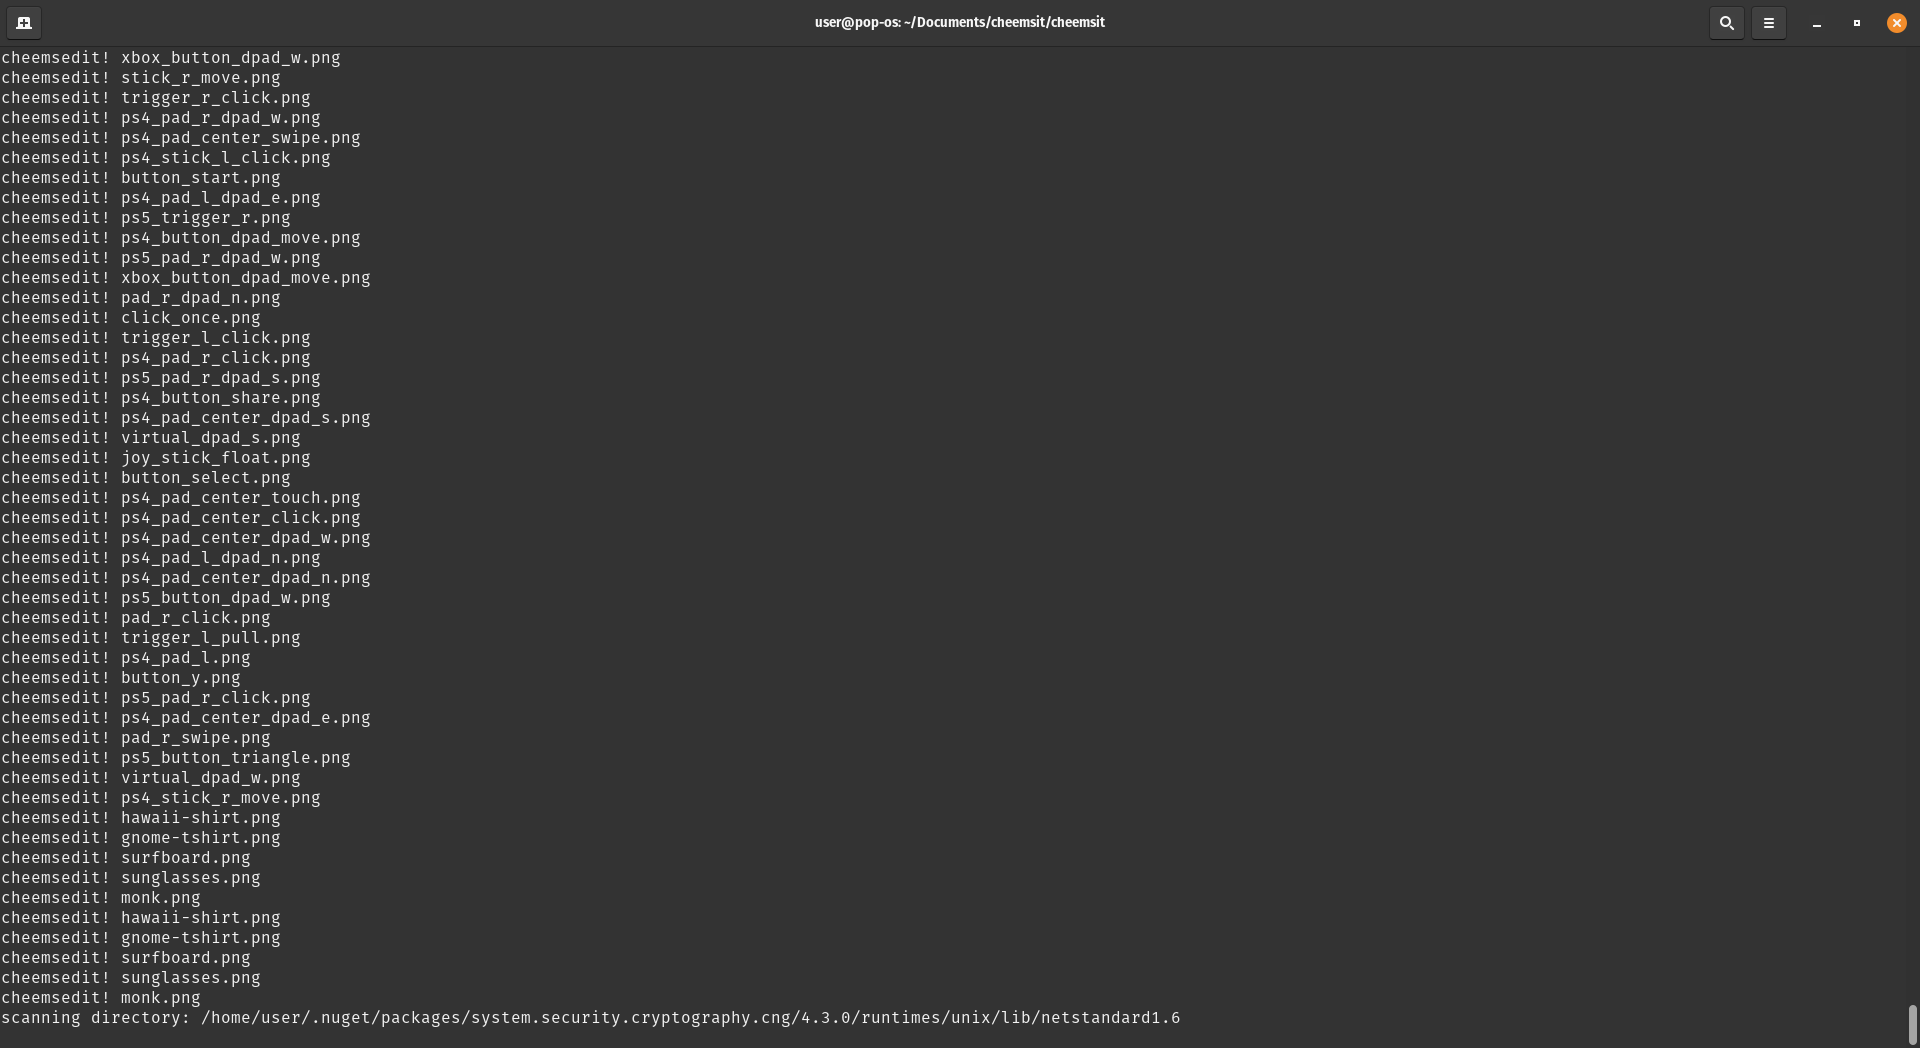 user@pop-os: ~/Documents/cheemsit/cheemsit
cheemsedit! xbox_button_dpad_w.png
cheemsedit! stick_r_move.png
cheemsedit! trigger_r_click.png
cheemsedit! ps4_pad_r_dpad_w.png
cheemsedit! ps4_pad_center_swipe.png
cheemsedit! ps4_stick_l_click.png
cheemsedit! button_start.png
cheemsedit! ps4_pad_l_dpad_e.png
cheemsedit! ps5_trigger_r.png
cheemsedit! ps4_button_dpad_move.png
cheemsedit! ps5_pad_r_dpad_w.png
cheemsedit! xbox_button_dpad_move.png
cheemsedit! pad_r_dpad_n.png
cheemsedit! click_once.png
cheemsedit! trigger_l_click.png
cheemsedit! ps4_pad_r_click.png
cheemsedit! ps5_pad_r_dpad_s.png
cheemsedit! ps4_button_share.png
cheemsedit! ps4_pad_center_dpad_s.png
cheemsedit! virtual_dpad_s.png
cheemsedit! joy_stick_float.png
cheemsedit! button_select.png
cheemsedit! ps4_pad_center_touch.png
cheemsedit! ps4_pad_center_click.png
cheemsedit! ps4_pad_center_dpad_w.png
cheemsedit! ps4_pad_l_dpad_n.png
cheemsedit! ps4_pad_center_dpad_n.png
cheemsedit! ps5_button_dpad_w.png
cheemsedit! pad_r_click.png
cheemsedit! trigger_l_pull.png
cheemsedit! ps4_pad_l.png
cheemsedit! button_y.png
cheemsedit! ps5_pad_r_click.png
cheemsedit! ps4_pad_center_dpad_e.png
cheemsedit! pad_r_swipe.png
cheemsedit! ps5_button_triangle.png
cheemsedit! virtual_dpad_w.png
cheemsedit! ps4_stick_r_move.png
cheemsedit! hawaii-shirt.png
cheemsedit! gnome-tshirt.png
cheemsedit! surfboard.png
cheemsedit! sunglasses.png
cheemsedit! monk.png
cheemsedit! hawaii-shirt.png
cheemsedit! gnome-tshirt.png
cheemsedit! surfboard.png
cheemsedit! sunglasses.png
cheemsedit! monk.png
scanning directory: /home/user/.nuget/packages/system.security.cryptography.cng/4.3.0/runtimes/unix/lib/netstandard1.6